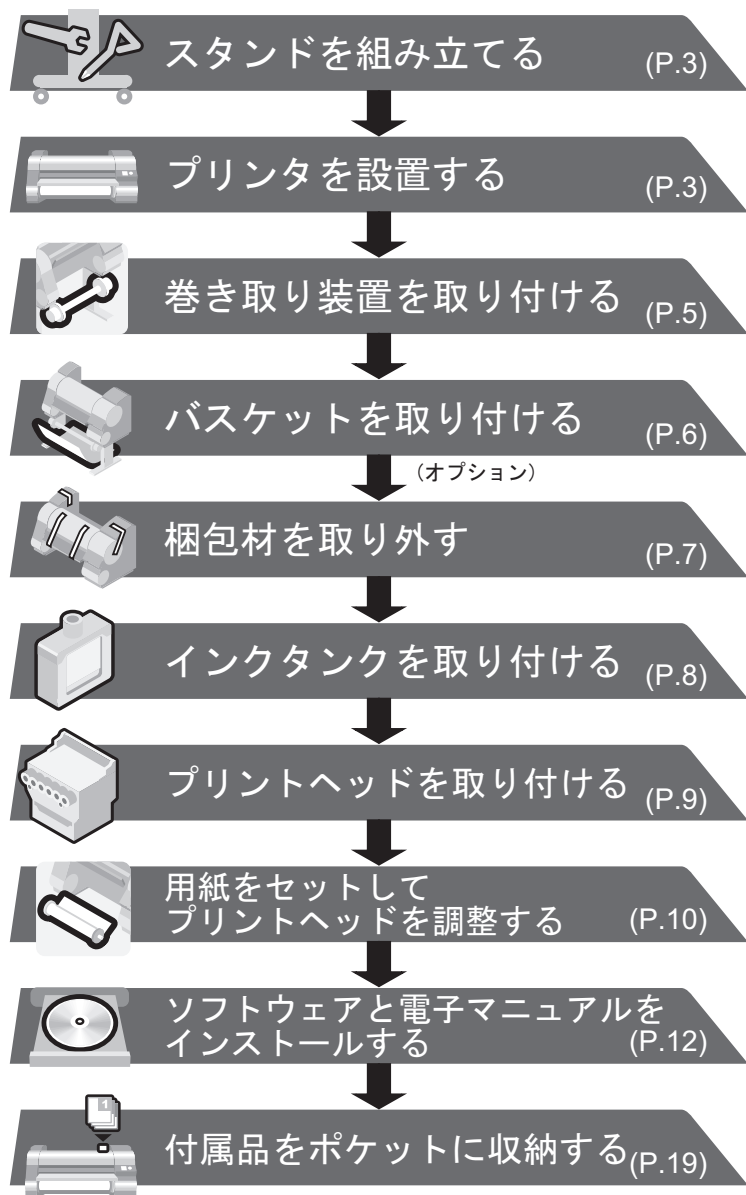 スタンドを組み立てる (P.3)
プリンタを設置する (P.3)
巻き取り装置を取り付ける (P.5)
バスケットを取り付ける (P.6)
(オプション)
梱包材を取り外す (P.7)
インクタンクを取り付ける (P.8)
プリントヘッドを取り付ける (P.9)
用紙をセットして
プリントヘッドを調整する (P.10)
ソフトウェアと電子マニュアルを
インストールする (P.12)
1
付属品をポケットに収納する (P.19)